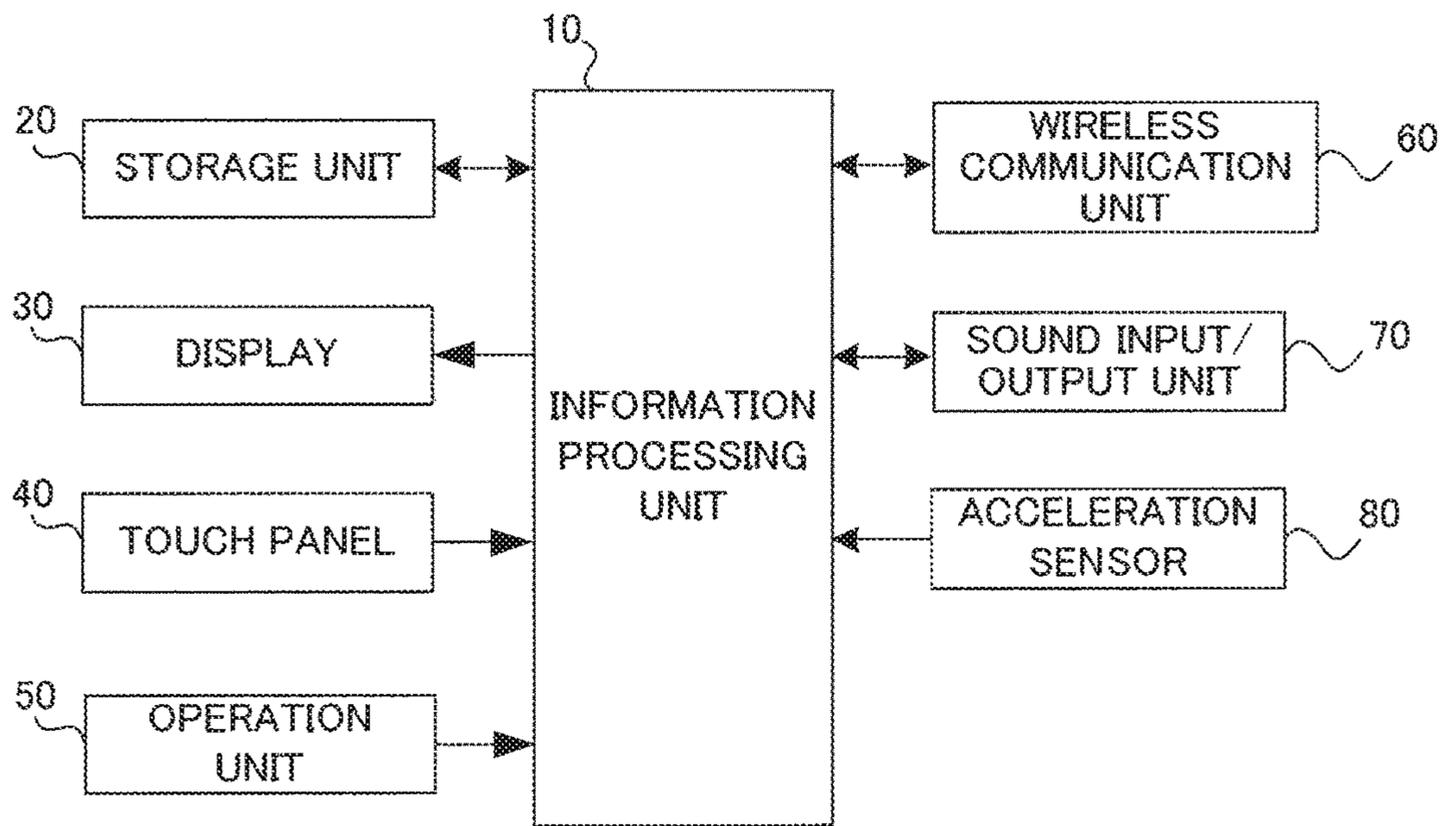 10
20
STORAGE UNIT
30
DISPLAY
40
TOUCH PANEL
50
OPERATION
UNIT
INFORMATION
PROCESSING
UNIT
WIRELESS
COMMUNICATION
UNIT
60
SOUND INPUT/
OUTPUT UNIT
70
ACCELERATION
SENSOR
80